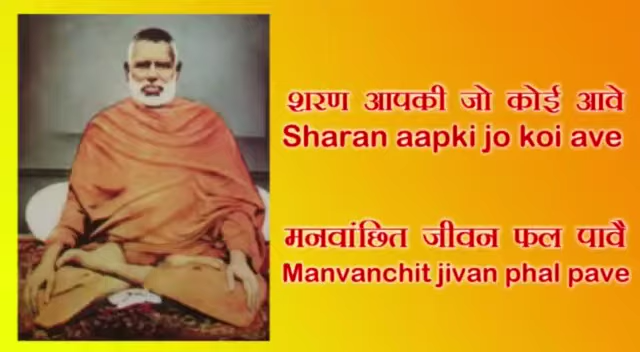 शरण आपकी जो कोई आवे
Sharan aapki jo koi ave
मनवांछित जीवन फल पावै
Manvanchit jivan phal pave